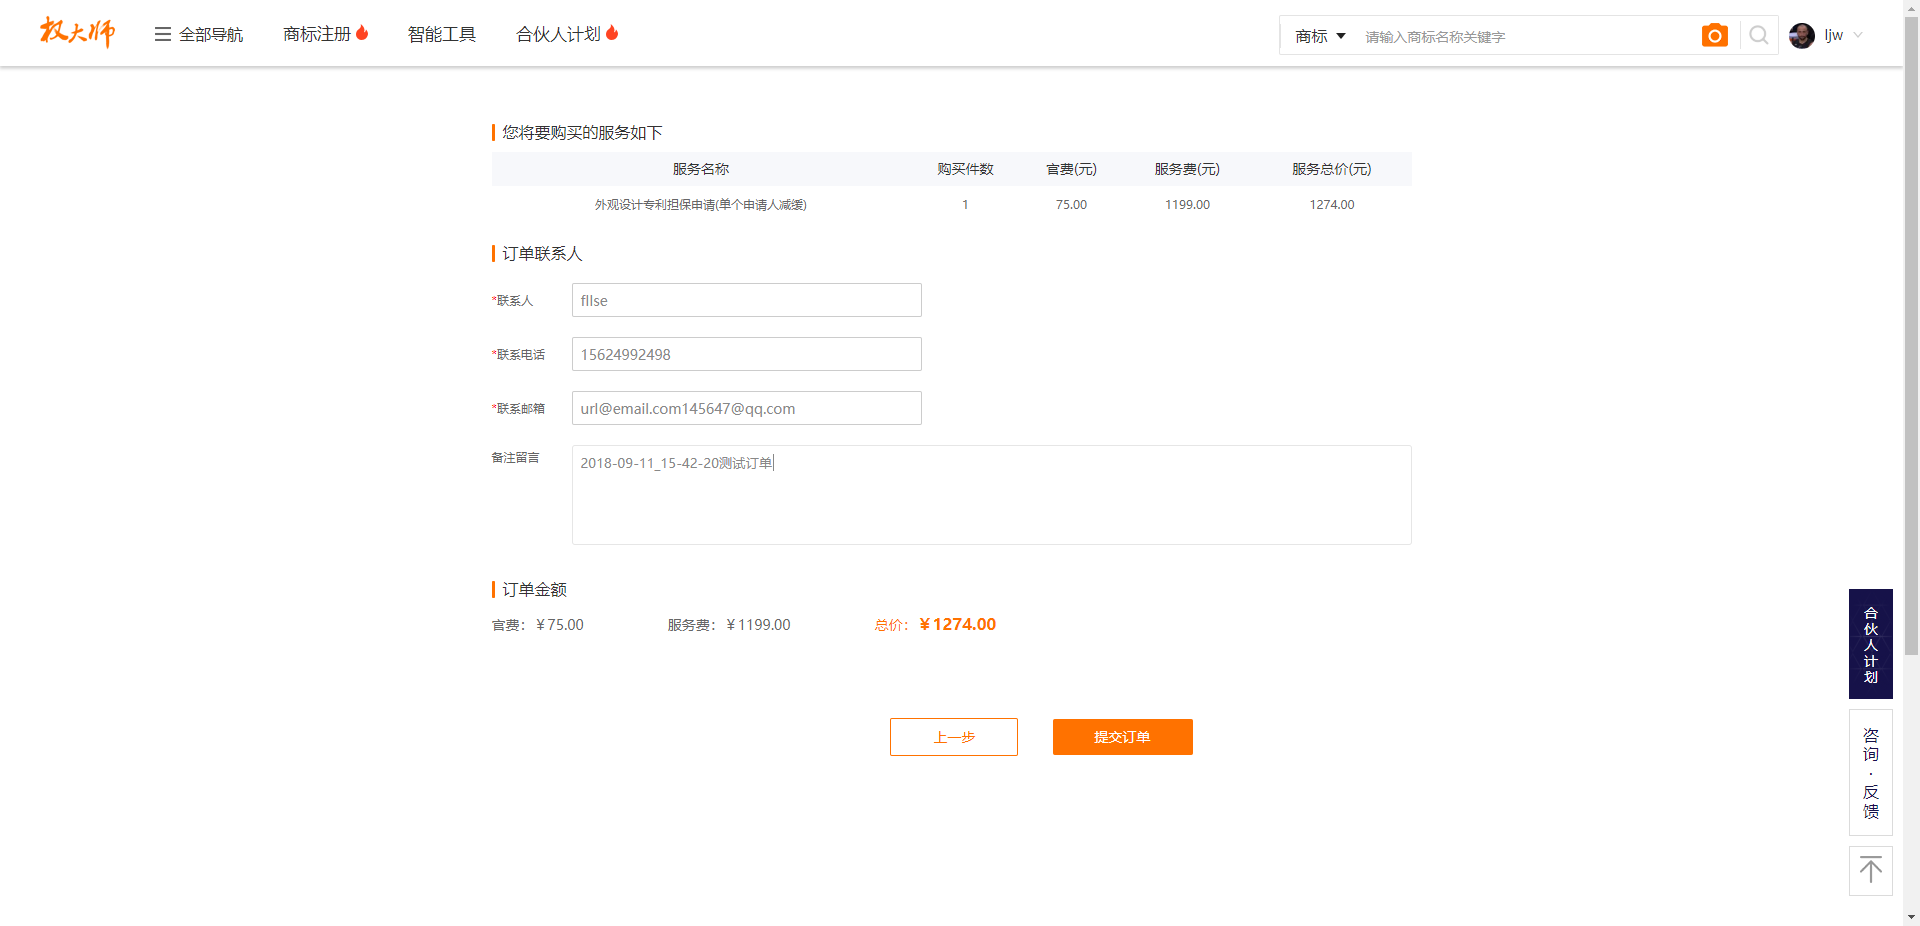 权大师 全部导航 商标注册 智能工具 合伙人计划 商标 请输入商标名称关键字 ljw
您将要购买的服务如下
服务名称 购买件数 官费(元) 服务费(元) 服务总价(元)
外观设计专利担保申请(单个申请人减缓) 1 75.00 1199.00 1274.00
订单联系人
*联系人 fllse
*联系电话 15624992498
*联系邮箱 url@email.com145647@qq.com
备注留言 2018-09-11_15-42-20测试订单
订单金额
官费：￥75.00 服务费：￥1199.00 总价：￥1274.00
上一步 提交订单
合伙人计划
咨询·反馈